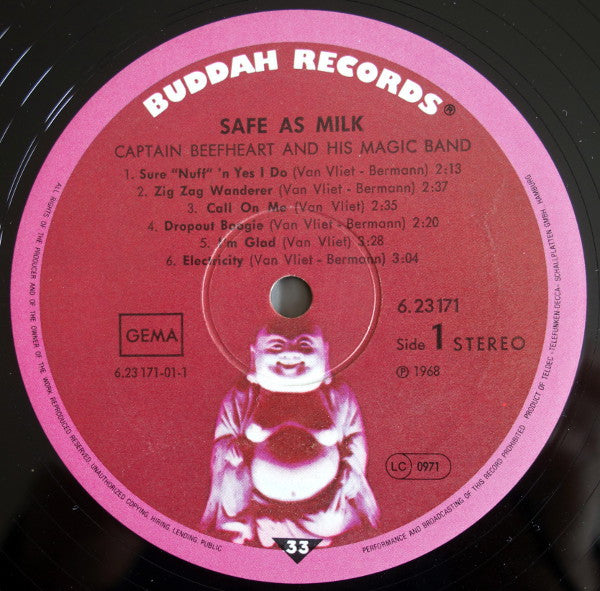 BUDDAH RECORDS®
SAFE AS MILK
CAPTAIN BEEFHEART AND HIS MAGIC BAND
1. Sure "Nuff" 'n Yes I Do (Van Vliet - Bermann) 2:13
2. Zig Zag Wanderer (Van Vliet - Bermann) 2:37
3. Call On Me (Van Vliet) 2:35
4. Dropout Boogie (Van Vliet - Bermann) 2:20
5. I'm Glad (Van Vliet) 3:28
6. Electricity (Van Vliet - Bermann) 3:04
6.23171
GEMA
Side 1 STEREO
6.23171-01-1
℗ 1968
LC 0971
33
ALL RIGHTS OF THE PRODUCER AND OF THE OWNER OF THE WORK REPRODUCED RESERVED. UNAUTHORIZED COPYING, HIRING, LENDING, PUBLIC
PERFORMANCE AND BROADCASTING OF THIS RECORD PROHIBITED. PRODUCT OF TELDEC »TELEFUNKEN-DECCA« SCHALLPLATTEN GMBH, HAMBURG